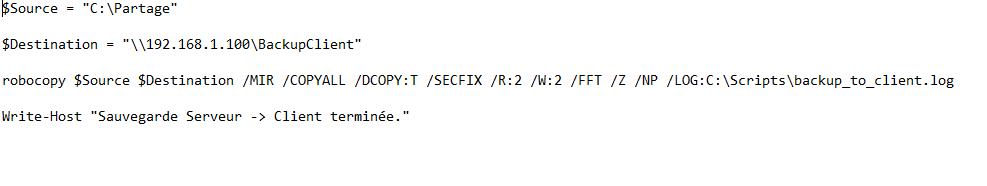 $Source = "C:\Partage"
$Destination = "\\192.168.1.100\BackupClient"
robocopy $Source $Destination /MIR /COPYALL /DCOPY:T /SECFIX /R:2 /W:2 /FFT /Z /NP /LOG:C:\Scripts\backup_to_client.log
Write-Host "Sauvegarde Serveur -> Client terminée."